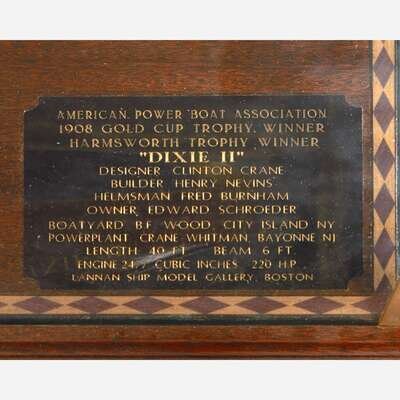 AMERICAN POWER BOAT ASSOCIATION
1908 GOLD CUP TROPHY, WINNER
HARMSWORTH TROPHY, WINNER
"DIXIE II"
DESIGNER CLINTON CRANE
BUILDER HENRY NEVINS
HELMSMAN FRED BURNHAM
OWNER EDWARD SCHROEDER
BOATYARD B.F. WOOD, CITY ISLAND NY
POWERPLANT CRANE WHITMAN, BAYONNE NJ
LENGTH 40 FT BEAM 6 FT
ENGINE CUBIC INCHES 220 H.P.
LANNAN SHIP MODEL GALLERY, BOSTON